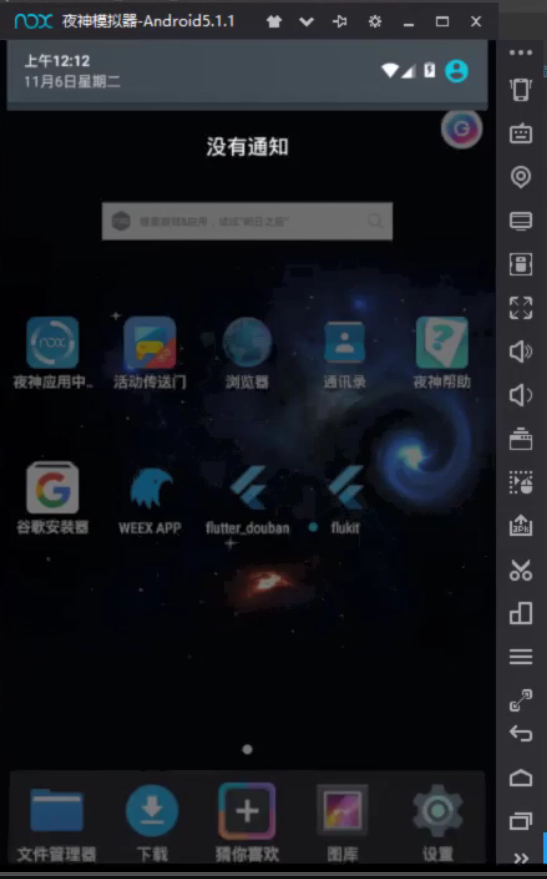 nox 夜神模拟器-Android5.1.1
上午12:12
11月6日星期二
没有通知
G
搜索游戏&应用，试试"明日之后"
nox
夜神应用中..
活动传送门
浏览器
通讯录
夜神帮助
G
谷歌安装器
WEEX APP
flutter_douban
flukit
文件管理器
下载
猜你喜欢
图库
设置